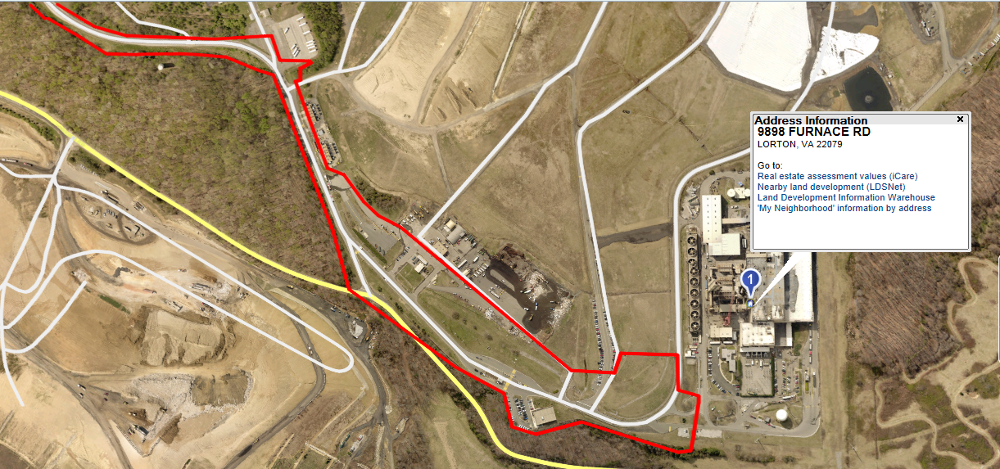 Address Information
9898 FURNACE RD
LORTON, VA 22079
Go to:
Real estate assessment values (iCare)
Nearby land development (LDSNet)
Land Development Information Warehouse
'My Neighborhood' information by address
1